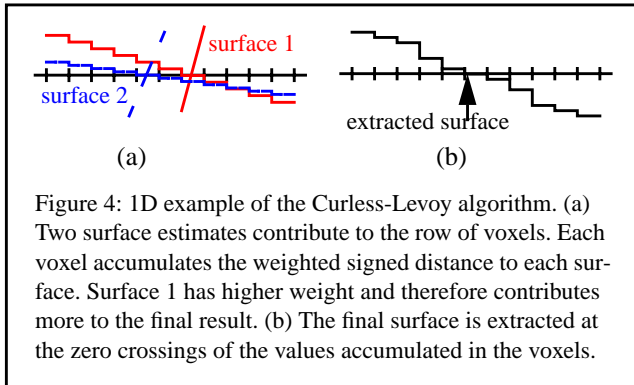 surface 1
surface 2
extracted surface
(a)
(b)
Figure 4: 1D example of the Curless-Levoy algorithm. (a)
Two surface estimates contribute to the row of voxels. Each
voxel accumulates the weighted signed distance to each sur-
face. Surface 1 has higher weight and therefore contributes
more to the final result. (b) The final surface is extracted at
the zero crossings of the values accumulated in the voxels.